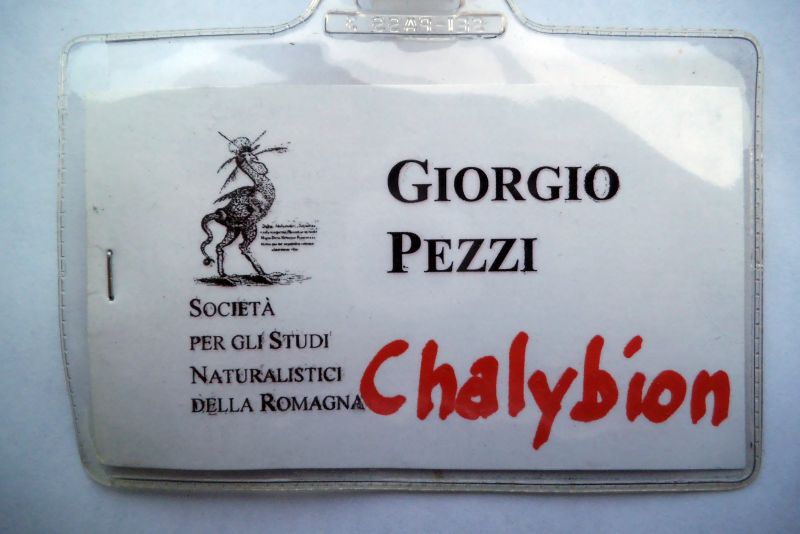 GIORGIO
PEZZI
SOCIETÀ
PER GLI STUDI
NATURALISTICI
DELLA ROMAGNA
Chalybion